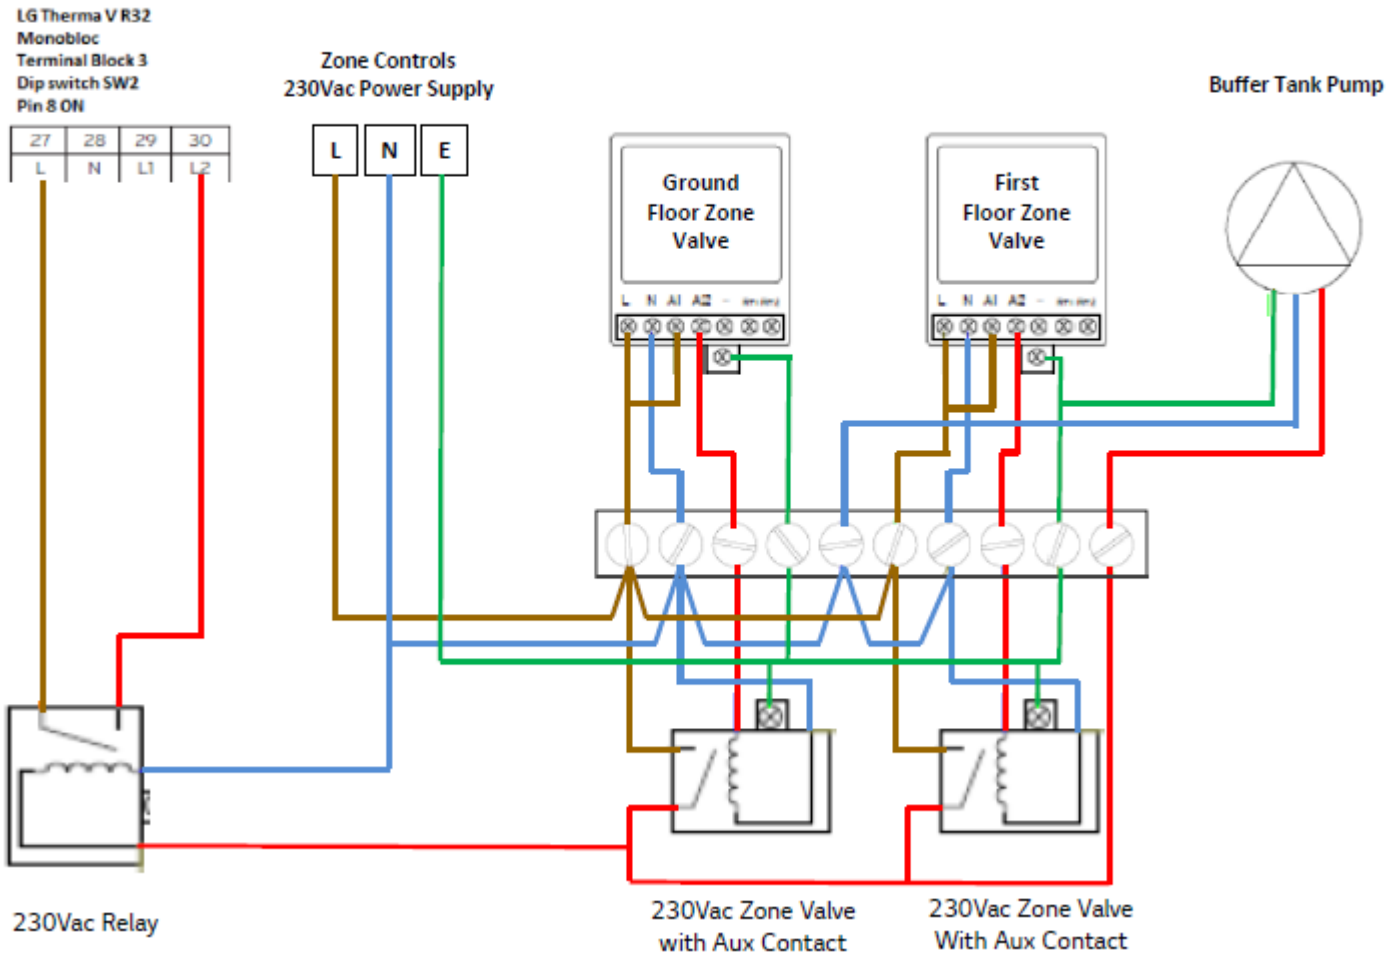 LG Therma V R32
Monobloc
Terminal Block 3
Dip switch SW2
Pin 8 ON
27 28 29 30
L N L1 L2
Zone Controls
230Vac Power Supply
L N E
Ground
Floor Zone
Valve
L N A1 A2 –
First
Floor Zone
Valve
L N A1 A2 –
Buffer Tank Pump
230Vac Relay
230Vac Zone Valve
with Aux Contact
230Vac Zone Valve
With Aux Contact